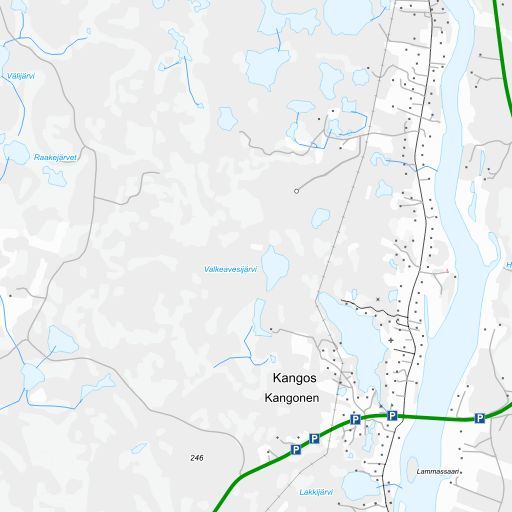 Välijärvi
Raakejärvet
Valkeavesijärvi
Kangos
Kangonen
P
P
P
P
P
246
Lammassaari
Lakkijärvi